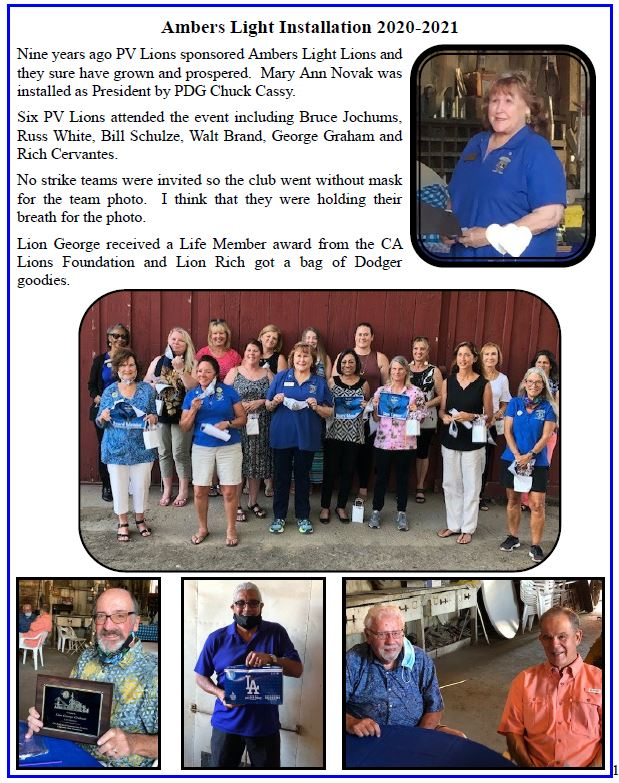 Ambers Light Installation 2020-2021
Nine years ago PV Lions sponsored Ambers Light Lions and
they sure have grown and prospered. Mary Ann Novak was
installed as President by PDG Chuck Cassy.
Six PV Lions attended the event including Bruce Jochums,
Russ White, Bill Schulze, Walt Brand, George Graham and
Rich Cervantes.
No strike teams were invited so the club went without mask
for the team photo. I think that they were holding their
breath for the photo.
Lion George received a Life Member award from the CA
Lions Foundation and Lion Rich got a bag of Dodger
goodies.
Board Member
Lion George Graham
LA
1